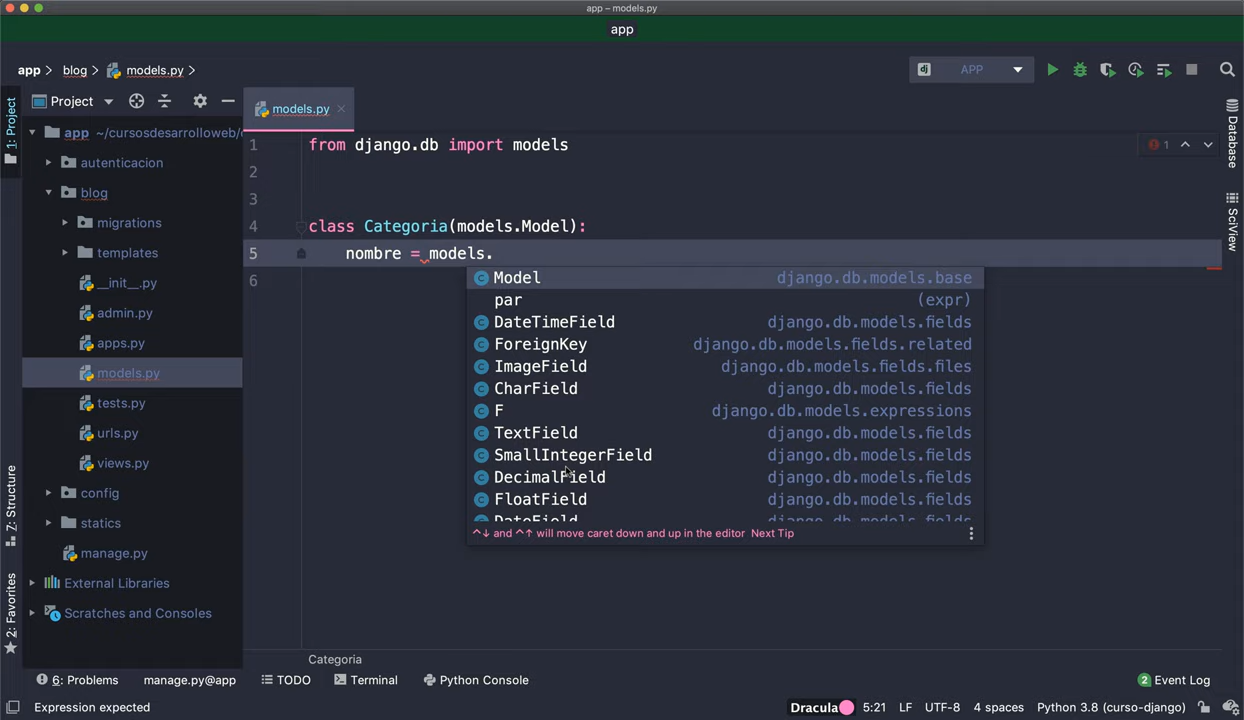 app – models.py
app
app blog models.py
dj APP
1: Project
Project
models.py
app ~/cursosdesarrolloweb/
autenticacion
blog
migrations
templates
__init__.py
admin.py
apps.py
models.py
tests.py
urls.py
views.py
config
statics
manage.py
External Libraries
Scratches and Consoles
Z: Structure
2: Favorites
1 from django.db import models
2
3
4 class Categoria(models.Model):
5 nombre = models.
6
1
Model django.db.models.base
par (expr)
DateTimeField django.db.models.fields
ForeignKey django.db.models.fields.related
ImageField django.db.models.fields.files
CharField django.db.models.fields
F django.db.models.expressions
TextField django.db.models.fields
SmallIntegerField django.db.models.fields
DecimalField django.db.models.fields
FloatField django.db.models.fields
DateField django.db.models.fields
^↓ and ^↑ will move caret down and up in the editor Next Tip
Database
SciView
Categoria
6: Problems manage.py@app TODO Terminal Python Console 2 Event Log
Expression expected Dracula 5:21 LF UTF-8 4 spaces Python 3.8 (curso-django)